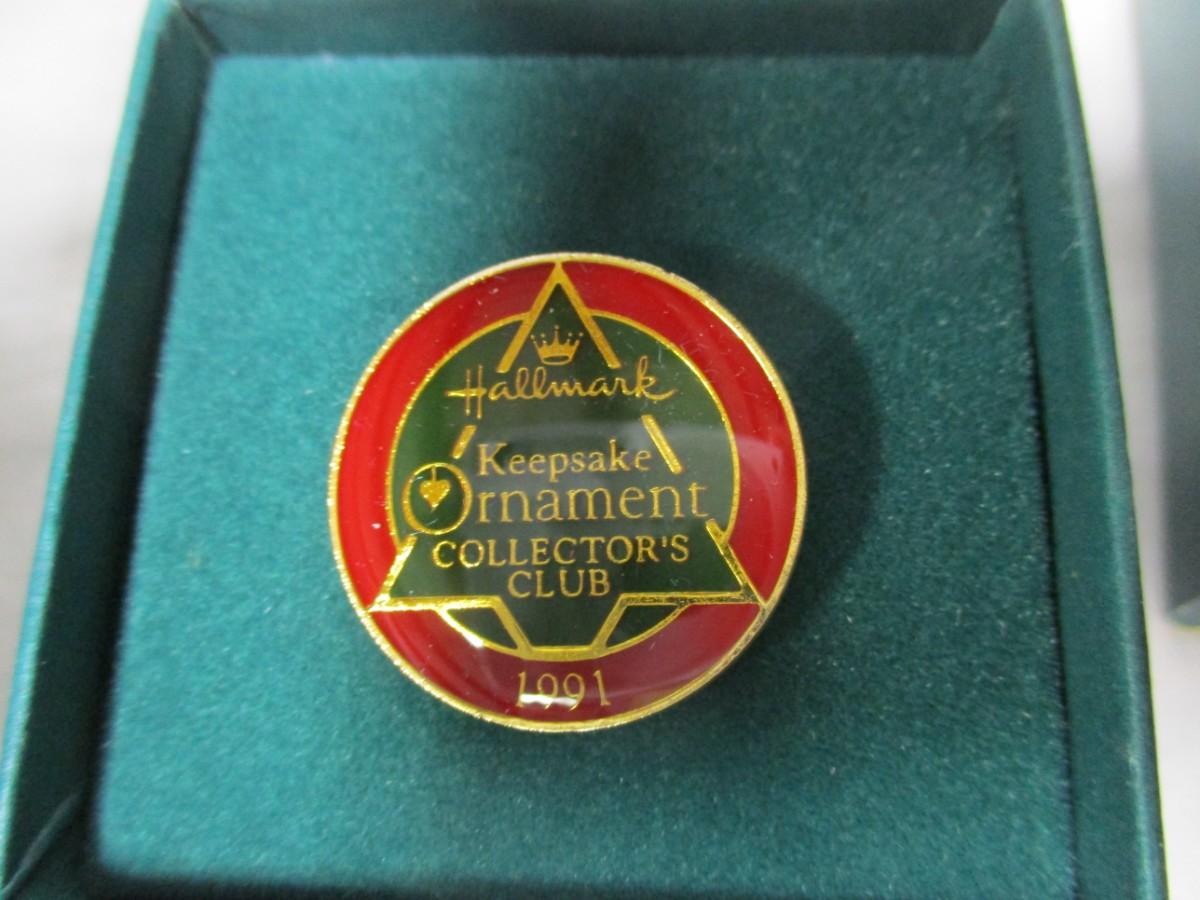 Hallmark
Keepsake
Ornament
COLLECTOR'S
CLUB
1991